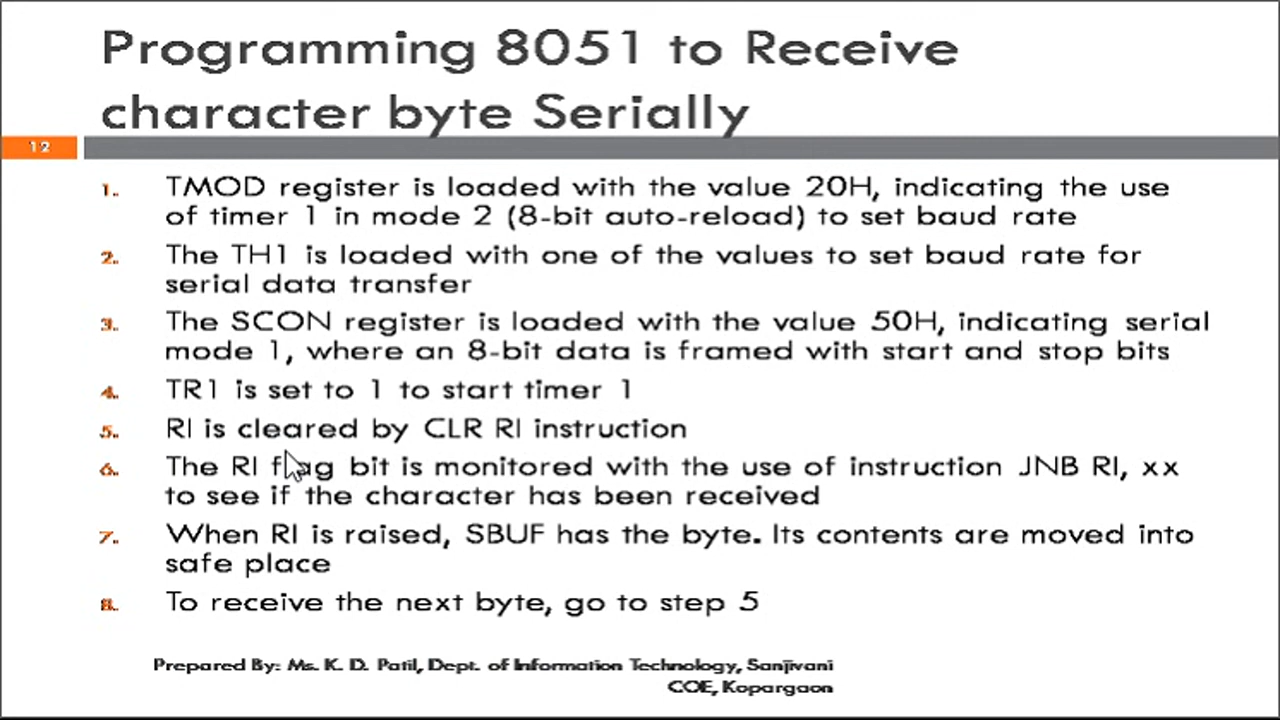 Programming 8051 to Receive
character byte Serially
12
1. TMOD register is loaded with the value 20H, indicating the use
of timer 1 in mode 2 (8-bit auto-reload) to set baud rate
2. The TH1 is loaded with one of the values to set baud rate for
serial data transfer
3. The SCON register is loaded with the value 50H, indicating serial
mode 1, where an 8-bit data is framed with start and stop bits
4. TR1 is set to 1 to start timer 1
5. RI is cleared by CLR RI instruction
6. The RI flag bit is monitored with the use of instruction JNB RI, xx
to see if the character has been received
7. When RI is raised, SBUF has the byte. Its contents are moved into
safe place
8. To receive the next byte, go to step 5
Prepared By: Ms. K. D. Patil, Dept. of Information Technology, Sanjivani
COE, Kopargaon